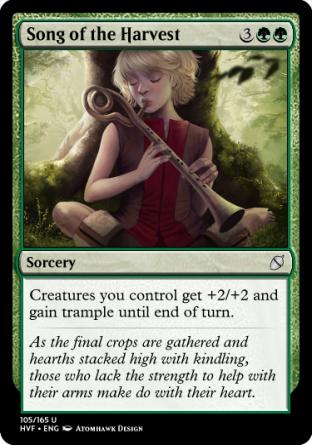 Song of the Harvest 3
Sorcery
Creatures you control get +2/+2 and
gain trample until end of turn.
As the final crops are gathered and
hearths stacked high with kindling,
those who lack the strength to help with
their arms make do with their heart.
105/165 U
HVF • ENG Atomhawk Design